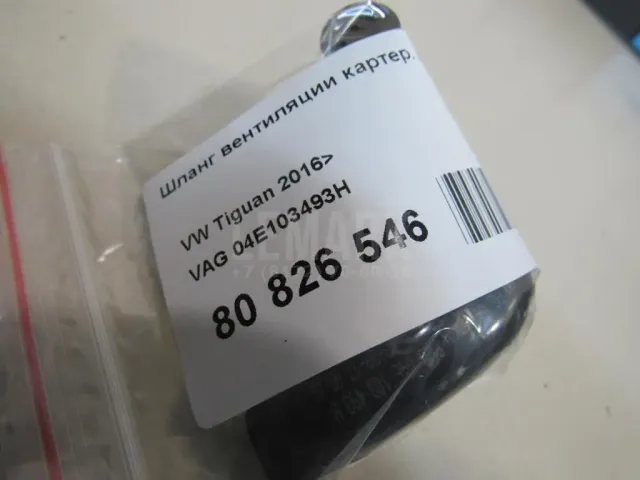 Шланг вентиляции картер.
VW Tiguan 2016>
VAG 04E103493H
80 826 546